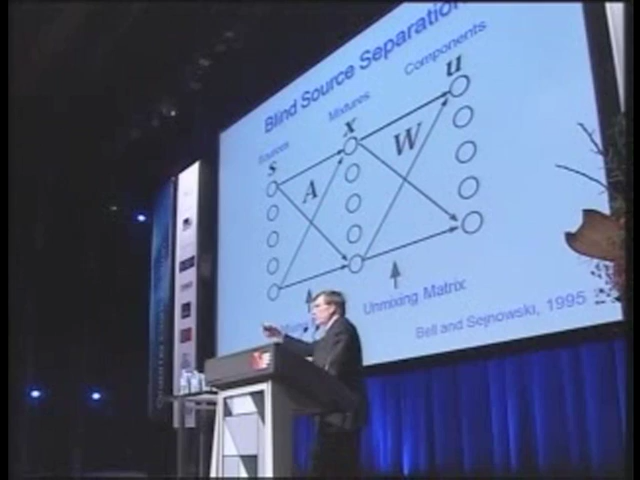 Blind Source Separation
Sources
Mixtures
Components
s
x
u
A
W
Unmixing Matrix
Bell and Sejnowski, 1995